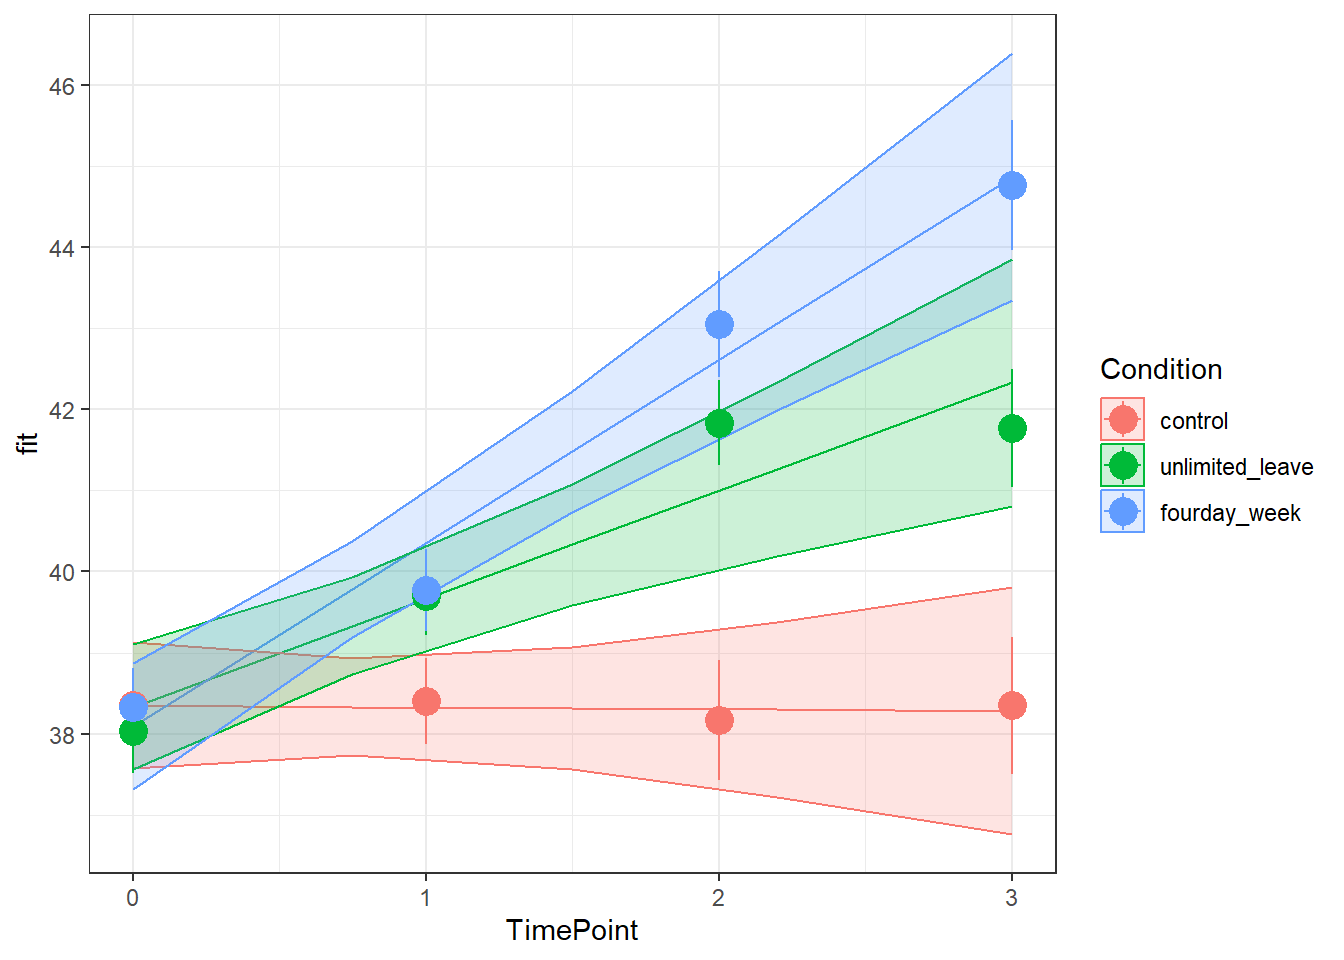 46
44
42
40
38
fit
0 1 2 3
TimePoint
Condition
control
unlimited_leave
fourday_week